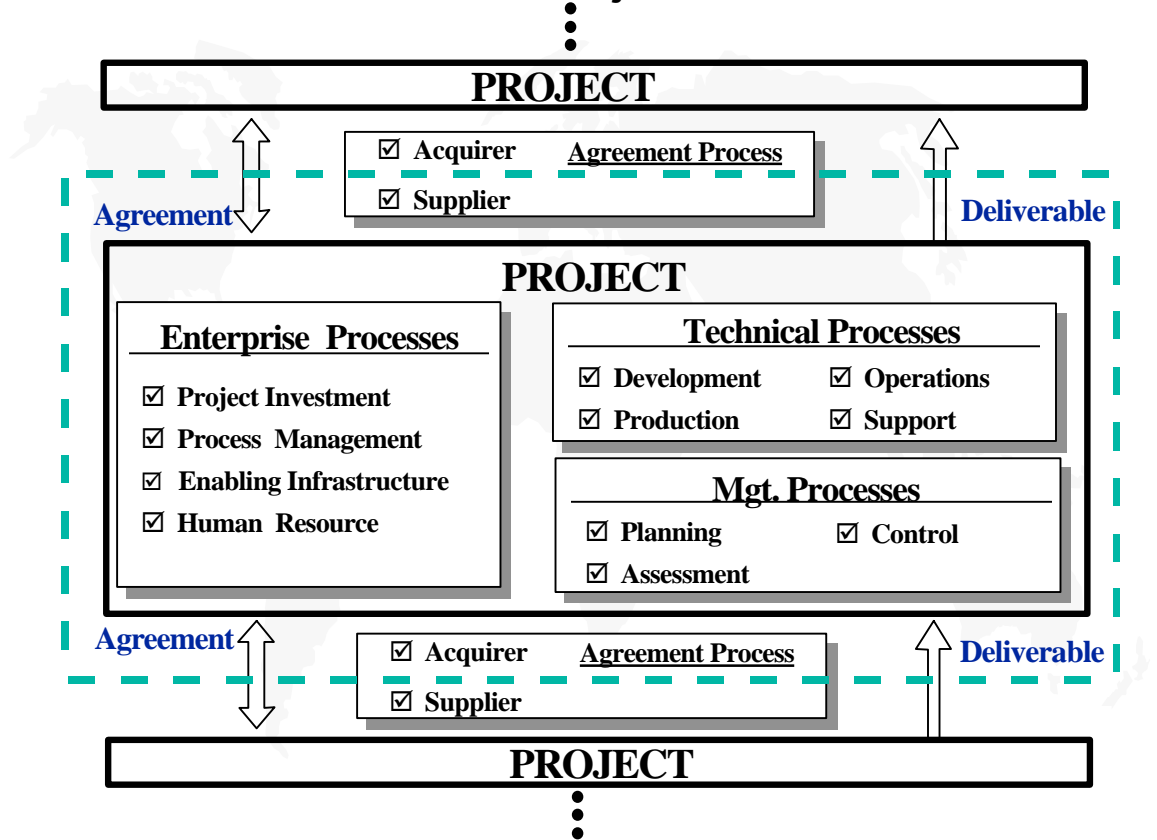 PROJECT
Acquirer Agreement Process
Supplier
Agreement
Deliverable
PROJECT
Enterprise Processes
Project Investment
Process Management
Enabling Infrastructure
Human Resource
Technical Processes
Development Operations
Production Support
Mgt. Processes
Planning Control
Assessment
Agreement
Deliverable
Acquirer Agreement Process
Supplier
PROJECT